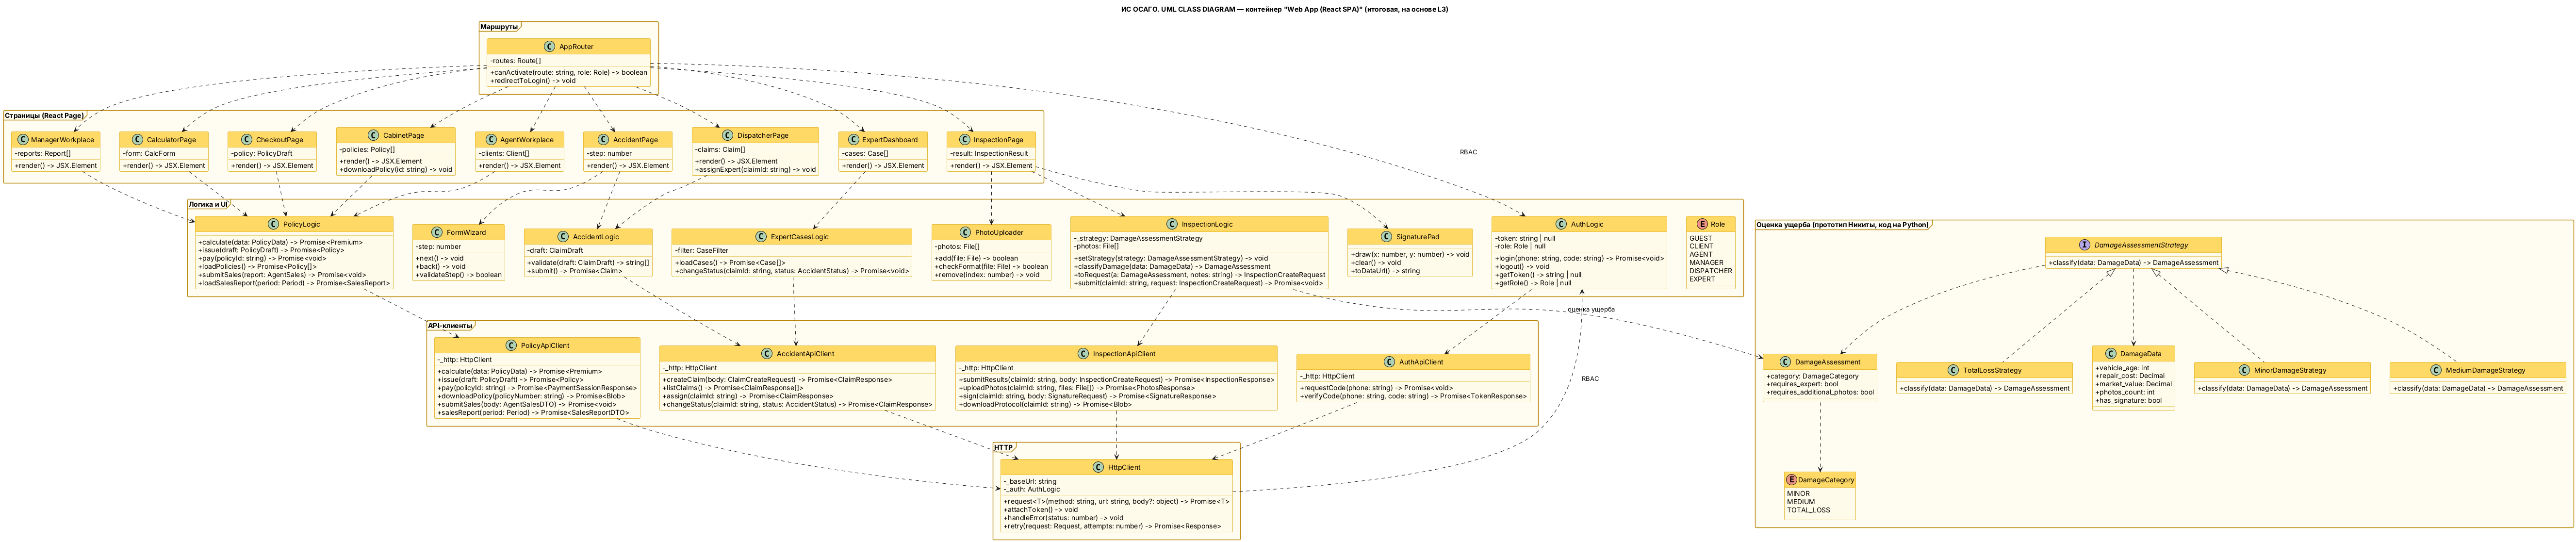 ИС ОСАГО. UML CLASS DIAGRAM — контейнер "Web App (React SPA)" (итоговая, на основе L3)
Маршруты
C AppRouter
-routes: Route[]
+canActivate(route: string, role: Role) -> boolean
+redirectToLogin() -> void
RBAC
Страницы (React Page)
C ManagerWorkplace
-reports: Report[]
+render() -> JSX.Element
C CalculatorPage
-form: CalcForm
+render() -> JSX.Element
C CheckoutPage
-policy: PolicyDraft
+render() -> JSX.Element
C CabinetPage
-policies: Policy[]
+render() -> JSX.Element
+downloadPolicy(id: string) -> void
C AgentWorkplace
-clients: Client[]
+render() -> JSX.Element
C AccidentPage
-step: number
+render() -> JSX.Element
C DispatcherPage
-claims: Claim[]
+render() -> JSX.Element
+assignExpert(claimId: string) -> void
C ExpertDashboard
-cases: Case[]
+render() -> JSX.Element
C InspectionPage
-result: InspectionResult
+render() -> JSX.Element
Логика и UI
C PolicyLogic
+calculate(data: PolicyData) -> Promise<Premium>
+issue(draft: PolicyDraft) -> Promise<Policy>
+pay(policyId: string) -> Promise<void>
+loadPolicies() -> Promise<Policy[]>
+submitSales(report: AgentSales) -> Promise<void>
+loadSalesReport(period: Period) -> Promise<SalesReport>
C FormWizard
-step: number
+next() -> void
+back() -> void
+validateStep() -> boolean
C AccidentLogic
-draft: ClaimDraft
+validate(draft: ClaimDraft) -> string[]
+submit() -> Promise<Claim>
C ExpertCasesLogic
-filter: CaseFilter
+loadCases() -> Promise<Case[]>
+changeStatus(claimId: string, status: AccidentStatus) -> Promise<void>
C PhotoUploader
-photos: File[]
+add(file: File) -> boolean
+checkFormat(file: File) -> boolean
+remove(index: number) -> void
C InspectionLogic
-_strategy: DamageAssessmentStrategy
-photos: File[]
+setStrategy(strategy: DamageAssessmentStrategy) -> void
+classifyDamage(data: DamageData) -> DamageAssessment
+toRequest(a: DamageAssessment, notes: string) -> InspectionCreateRequest
+submit(claimId: string, request: InspectionCreateRequest) -> Promise<void>
C SignaturePad
+draw(x: number, y: number) -> void
+clear() -> void
+toDataUrl() -> string
C AuthLogic
-token: string | null
-role: Role | null
+login(phone: string, code: string) -> Promise<void>
+logout() -> void
+getToken() -> string | null
+getRole() -> Role | null
E Role
GUEST
CLIENT
AGENT
MANAGER
DISPATCHER
EXPERT
оценка ущерба
API-клиенты
C PolicyApiClient
-_http: HttpClient
+calculate(data: PolicyData) -> Promise<Premium>
+issue(draft: PolicyDraft) -> Promise<Policy>
+pay(policyId: string) -> Promise<PaymentSessionResponse>
+downloadPolicy(policyNumber: string) -> Promise<Blob>
+submitSales(body: AgentSalesDTO) -> Promise<void>
+salesReport(period: Period) -> Promise<SalesReportDTO>
C AccidentApiClient
-_http: HttpClient
+createClaim(body: ClaimCreateRequest) -> Promise<ClaimResponse>
+listClaims() -> Promise<ClaimResponse[]>
+assign(claimId: string) -> Promise<ClaimResponse>
+changeStatus(claimId: string, status: AccidentStatus) -> Promise<ClaimResponse>
C InspectionApiClient
-_http: HttpClient
+submitResults(claimId: string, body: InspectionCreateRequest) -> Promise<InspectionResponse>
+uploadPhotos(claimId: string, files: File[]) -> Promise<PhotosResponse>
+sign(claimId: string, body: SignatureRequest) -> Promise<SignatureResponse>
+downloadProtocol(claimId: string) -> Promise<Blob>
C AuthApiClient
-_http: HttpClient
+requestCode(phone: string) -> Promise<void>
+verifyCode(phone: string, code: string) -> Promise<TokenResponse>
RBAC
HTTP
C HttpClient
-_baseUrl: string
-_auth: AuthLogic
+request<T>(method: string, url: string, body?: object) -> Promise<T>
+attachToken() -> void
+handleError(status: number) -> void
+retry(request: Request, attempts: number) -> Promise<Response>
Оценка ущерба (прототип Никиты, код на Python)
I DamageAssessmentStrategy
+classify(data: DamageData) -> DamageAssessment
C DamageAssessment
+category: DamageCategory
+requires_expert: bool
+requires_additional_photos: bool
C TotalLossStrategy
+classify(data: DamageData) -> DamageAssessment
C DamageData
+vehicle_age: int
+repair_cost: Decimal
+market_value: Decimal
+photos_count: int
+has_signature: bool
C MinorDamageStrategy
+classify(data: DamageData) -> DamageAssessment
C MediumDamageStrategy
+classify(data: DamageData) -> DamageAssessment
E DamageCategory
MINOR
MEDIUM
TOTAL_LOSS